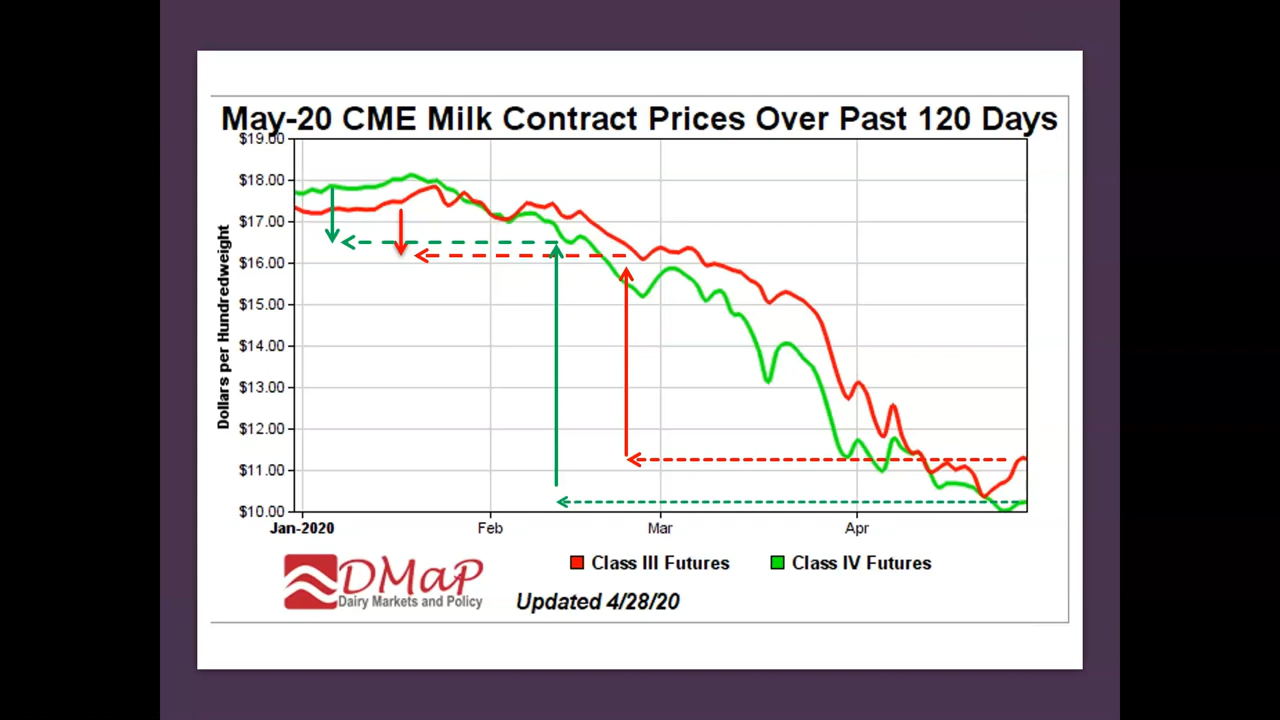 May-20 CME Milk Contract Prices Over Past 120 Days
Dollars per Hundredweight
$19.00
$18.00
$17.00
$16.00
$15.00
$14.00
$13.00
$12.00
$11.00
$10.00
Jan-2020 Feb Mar Apr
Class III Futures Class IV Futures
DMaP
Dairy Markets and Policy
Updated 4/28/20